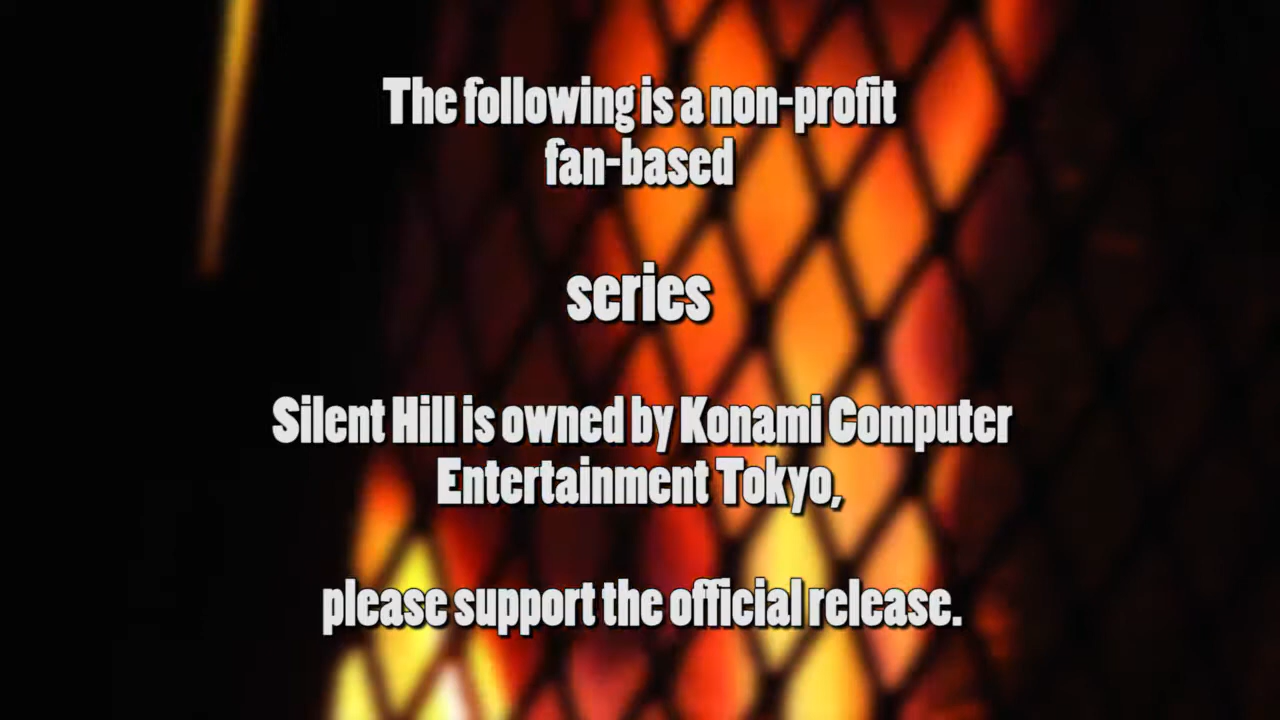 The following is a non-profit
fan-based
series
Silent Hill is owned by Konami Computer
Entertainment Tokyo,
please support the official release.